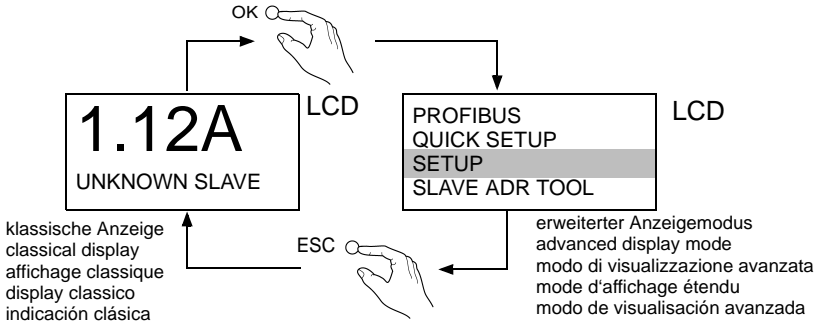 OK
1.12A
UNKNOWN SLAVE
LCD
PROFIBUS
QUICK SETUP
SETUP
SLAVE ADR TOOL
LCD
klassische Anzeige
classical display
affichage classique
display classico
indicación clásica
ESC
erweiterter Anzeigemodus
advanced display mode
modo di visualizzazione avanzata
mode d‘affichage étendu
modo de visualisación avanzada